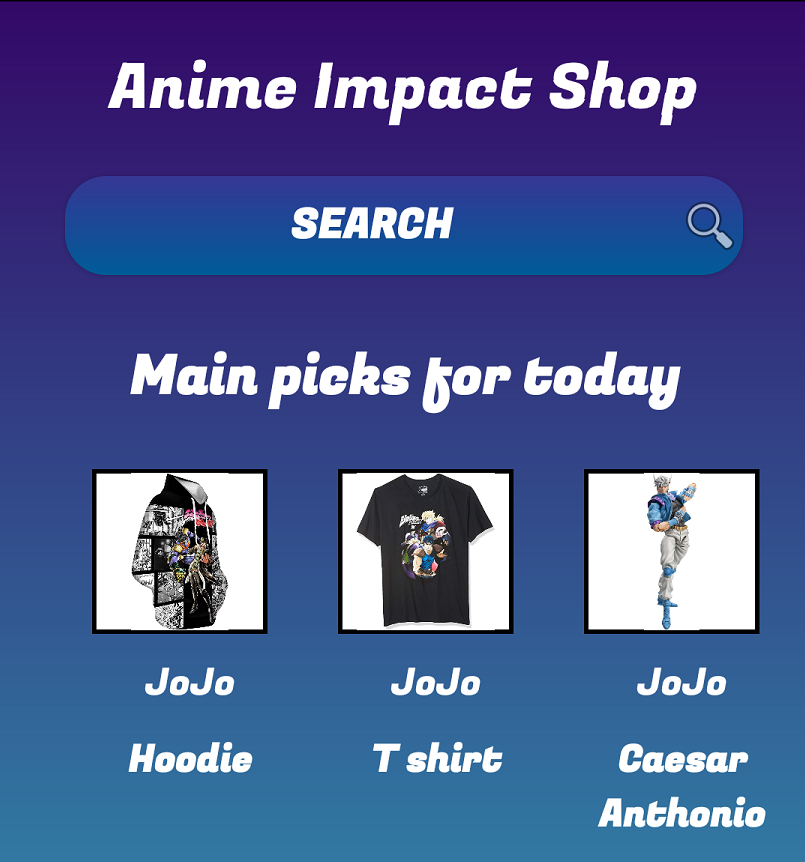 Anime Impact Shop
SEARCH
Main picks for today
JoJo
JoJo
JoJo
Hoodie
T shirt
Caesar
Anthonio